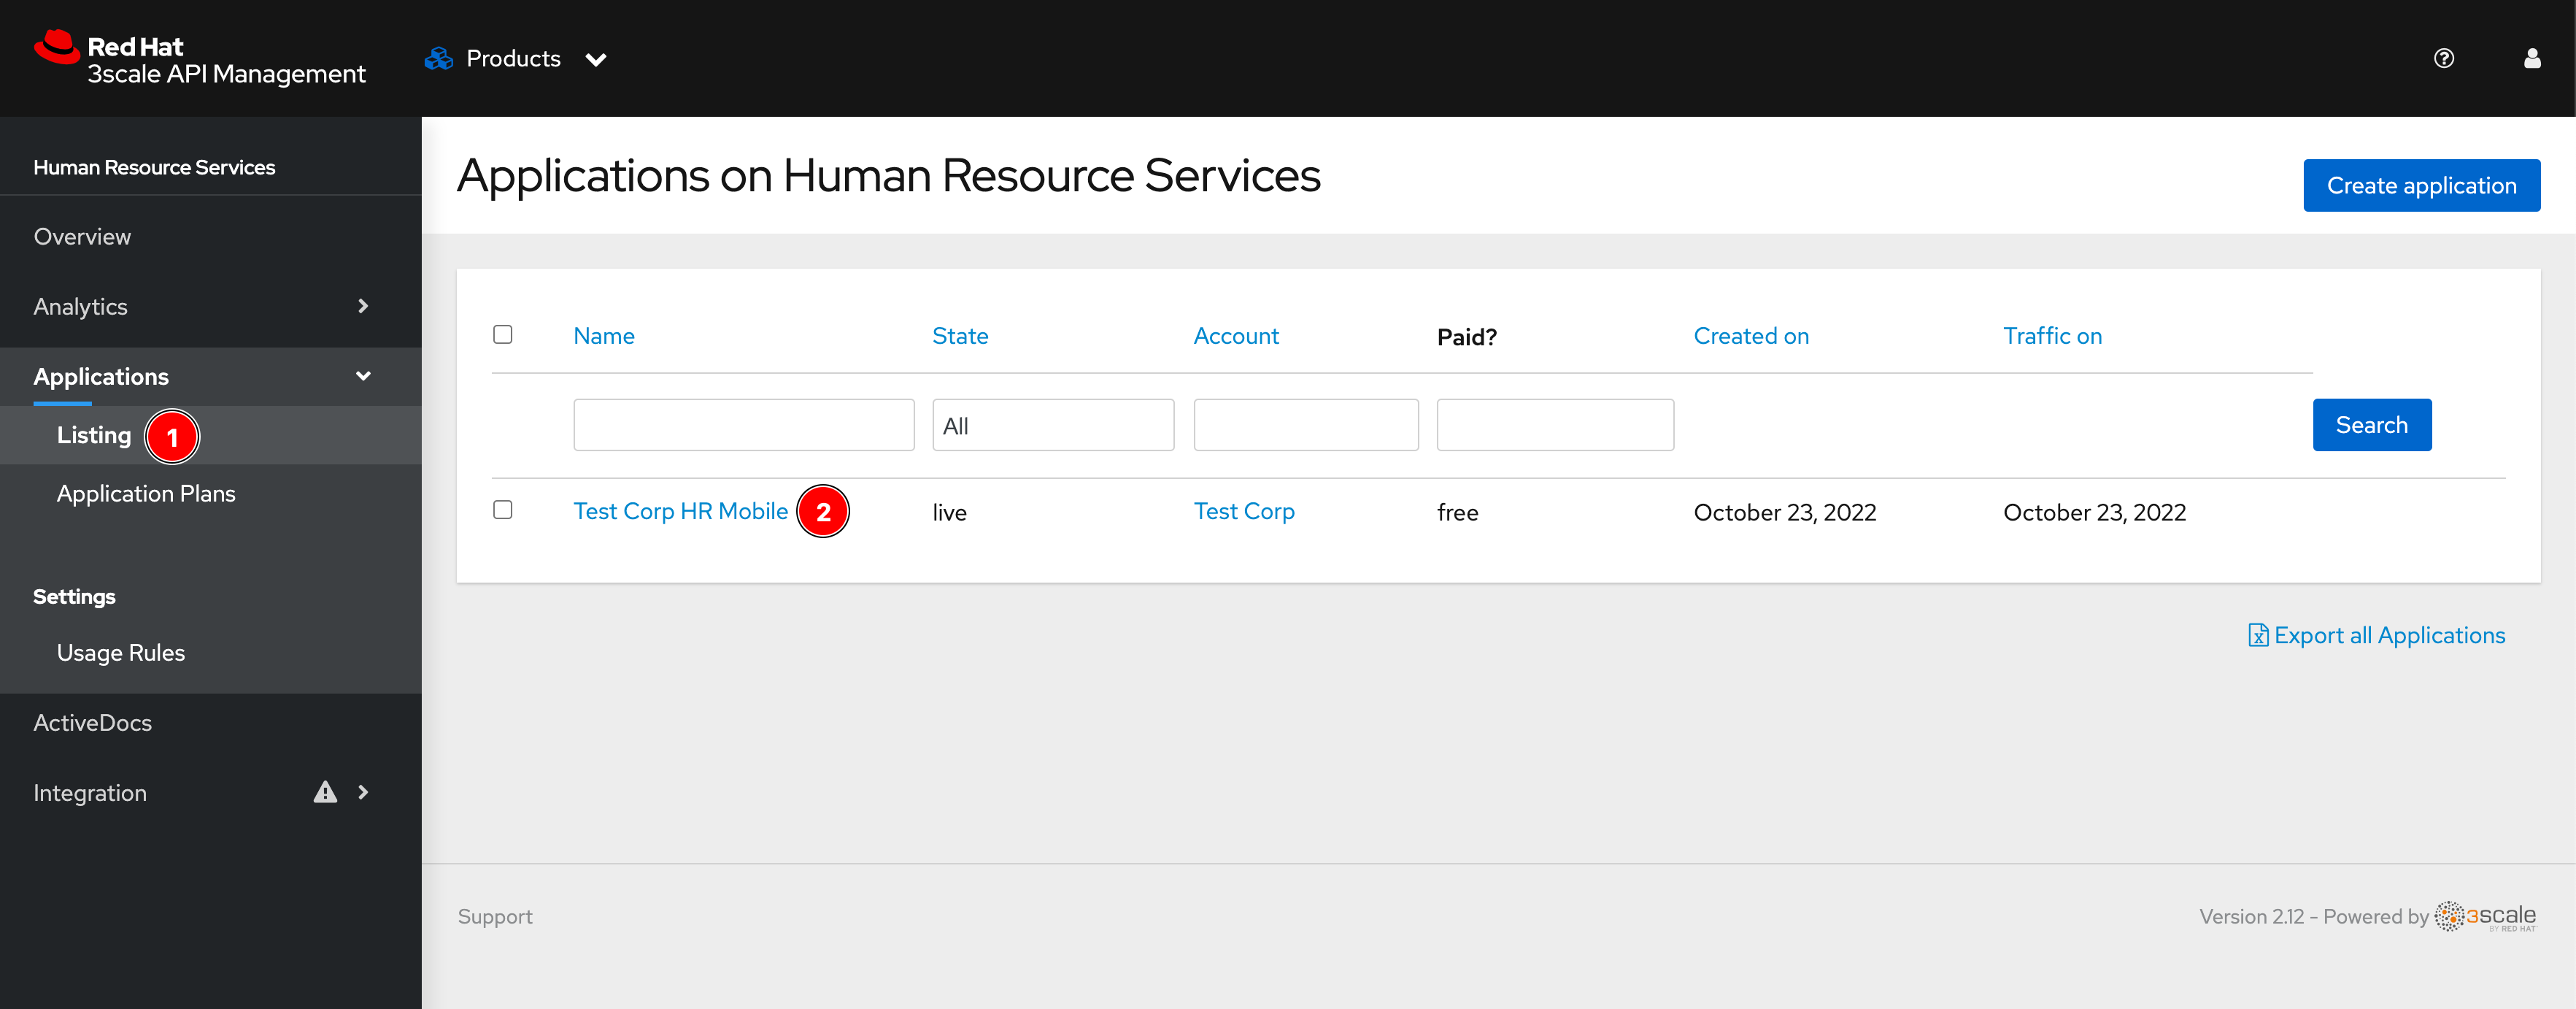 Red Hat
3scale API Management
Products
Human Resource Services
Overview
Analytics
Applications
Listing 1
Application Plans
Settings
Usage Rules
ActiveDocs
Integration
Applications on Human Resource Services
Create application
Name State Account Paid? Created on Traffic on
All Search
Test Corp HR Mobile 2 live Test Corp free October 23, 2022 October 23, 2022
Export all Applications
Support
Version 2.12 - Powered by 3scale
BY RED HAT